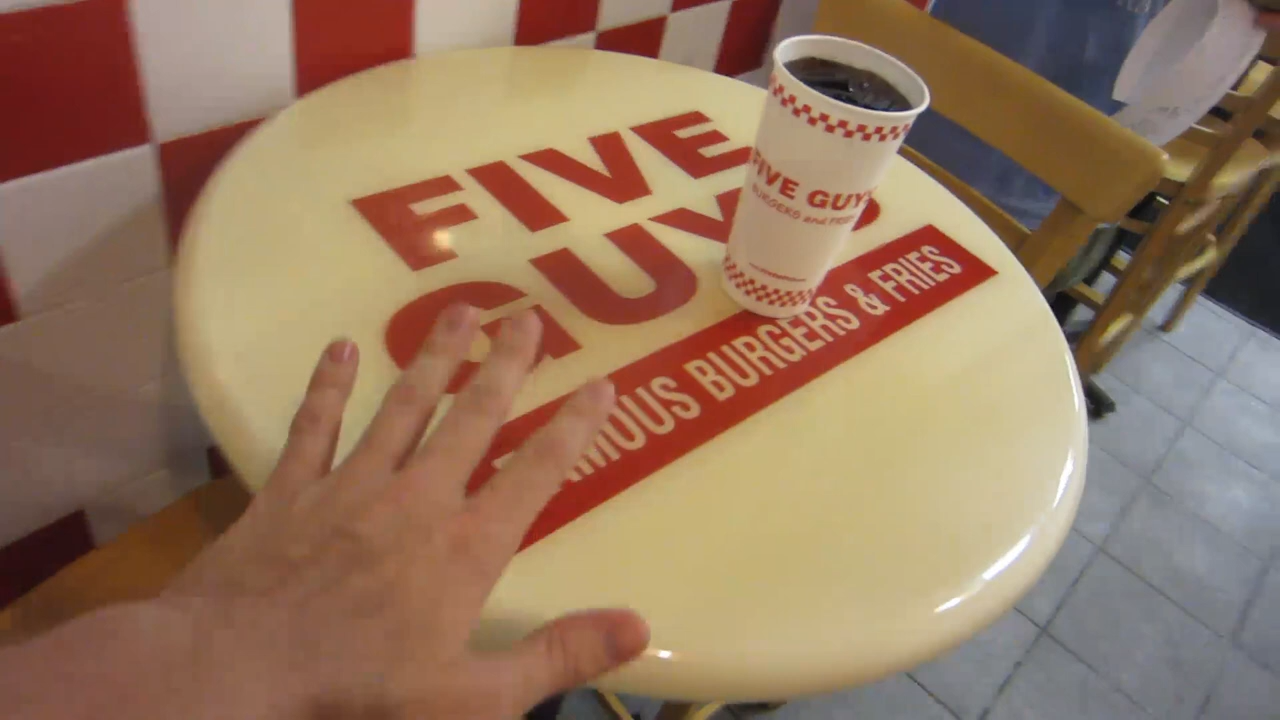 FIVE
GUYS
FAMOUS BURGERS & FRIES
FIVE GUYS
BURGERS and FRIES